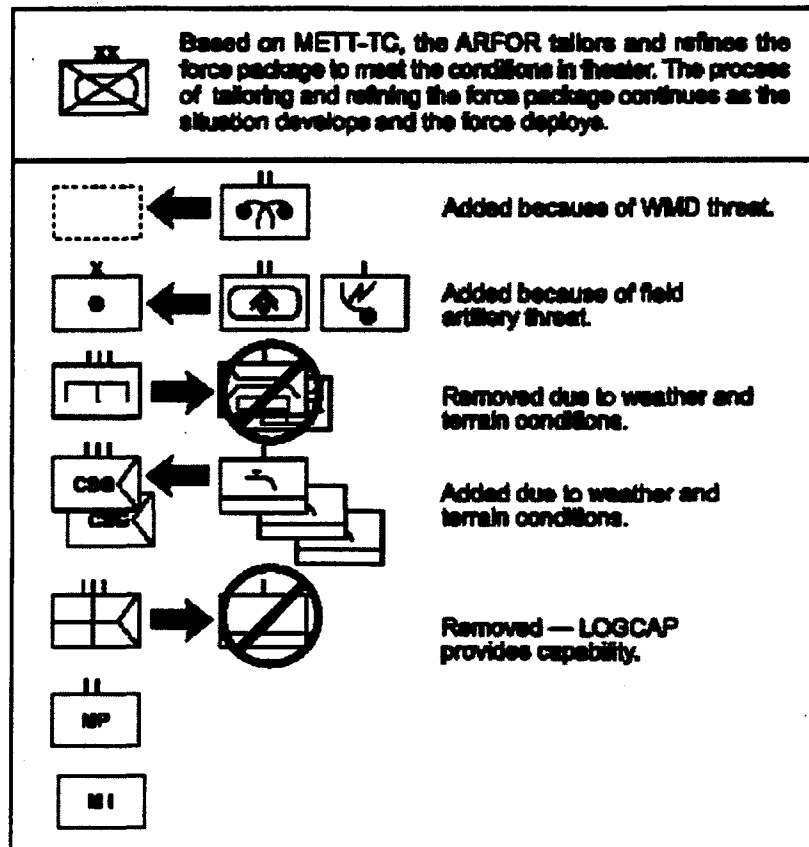 XX
Based on METT-TC, the ARFOR tailors and refines the
force package to meet the conditions in theater. The process
of tailoring and refining the force package continues as the
situation develops and the force deploys.
II
Added because of WMD threat.
X
II
I
Added because of field
artillery threat.
III
I
Removed due to weather and
terrain conditions.
III
I
CSG
CSG
Added due to weather and
terrain conditions.
III
I
Removed — LOGCAP
provides capability.
II
MP
MI